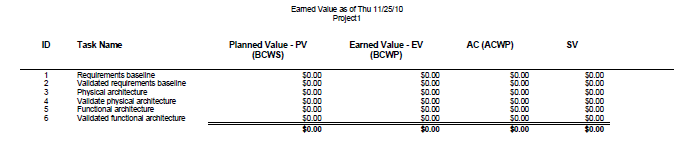 Earned Value as of Thu 11/25/10
Project1
ID Task Name Planned Value - PV (BCWS) Earned Value - EV (BCWP) AC (ACWP) SV
1 Requirements baseline $0.00 $0.00 $0.00 $0.00
2 Validated requirements baseline $0.00 $0.00 $0.00 $0.00
3 Physical architecture $0.00 $0.00 $0.00 $0.00
4 Validate physical architecture $0.00 $0.00 $0.00 $0.00
5 Functional architecture $0.00 $0.00 $0.00 $0.00
6 Validated functional architecture $0.00 $0.00 $0.00 $0.00
$0.00 $0.00 $0.00 $0.00